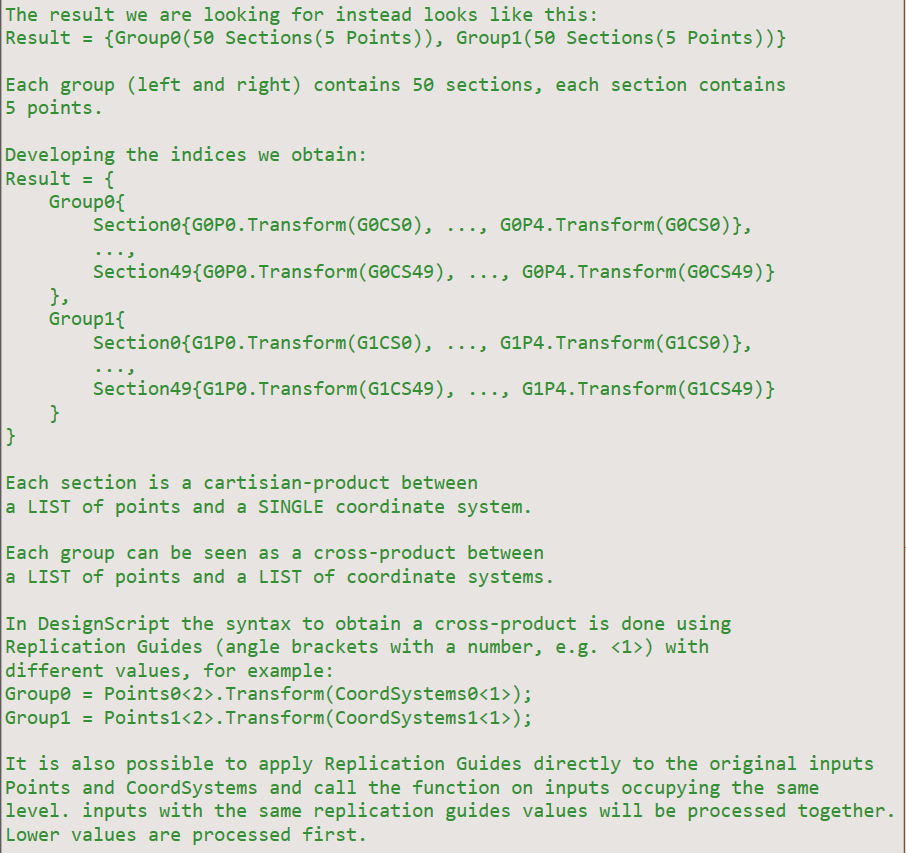 The result we are looking for instead looks like this:
Result = {Group0(50 Sections(5 Points)), Group1(50 Sections(5 Points))}
Each group (left and right) contains 50 sections, each section contains
5 points.
Developing the indices we obtain:
Result = {
Group0{
Section0{G0P0.Transform(G0CS0), ..., G0P4.Transform(G0CS0)},
...,
Section49{G0P0.Transform(G0CS49), ..., G0P4.Transform(G0CS49)}
},
Group1{
Section0{G1P0.Transform(G1CS0), ..., G1P4.Transform(G1CS0)},
...,
Section49{G1P0.Transform(G1CS49), ..., G1P4.Transform(G1CS49)}
}
}
Each section is a cartisian-product between
a LIST of points and a SINGLE coordinate system.
Each group can be seen as a cross-product between
a LIST of points and a LIST of coordinate systems.
In DesignScript the syntax to obtain a cross-product is done using
Replication Guides (angle brackets with a number, e.g. <1>) with
different values, for example:
Group0 = Points0<2>.Transform(CoordSystems0<1>);
Group1 = Points1<2>.Transform(CoordSystems1<1>);
It is also possible to apply Replication Guides directly to the original inputs
Points and CoordSystems and call the function on inputs occupying the same
level. inputs with the same replication guides values will be processed together.
Lower values are processed first.